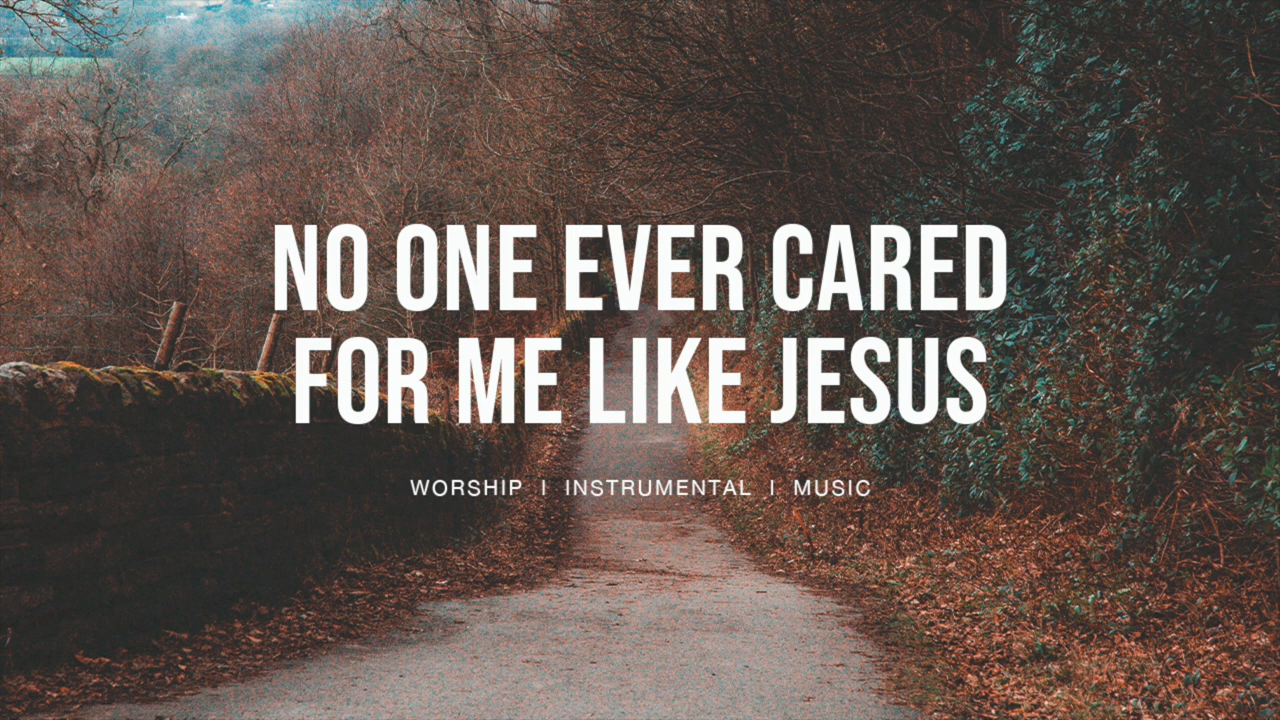 NO ONE EVER CARED
FOR ME LIKE JESUS
WORSHIP I INSTRUMENTAL I MUSIC